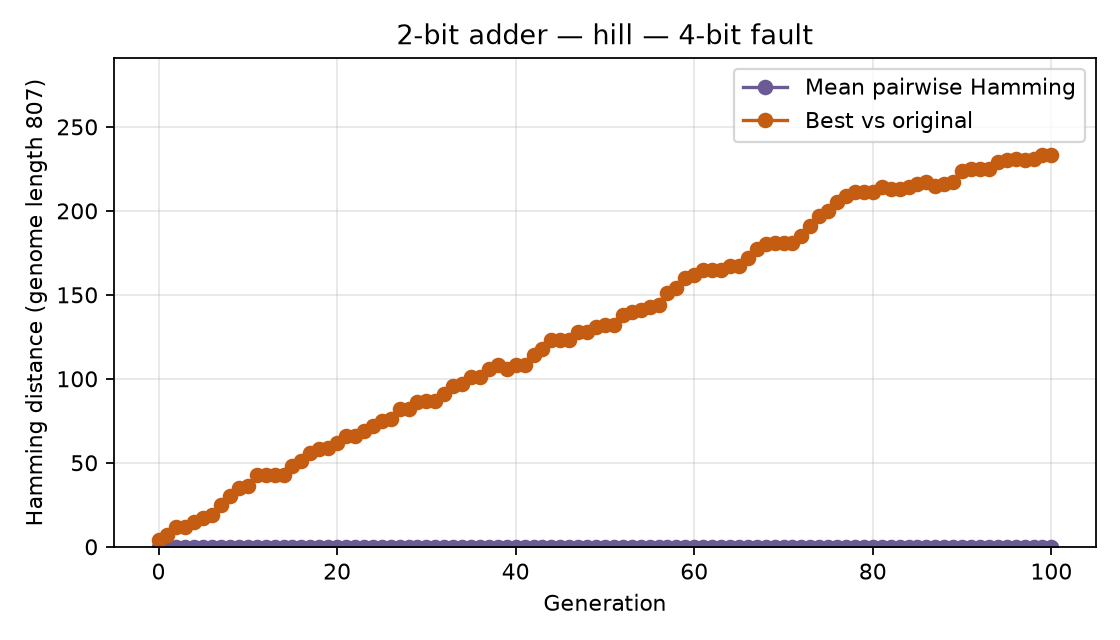 2-bit adder — hill — 4-bit fault
Mean pairwise Hamming
Best vs original
Hamming distance (genome length 807)
250
200
150
100
50
0
0 20 40 60 80 100
Generation